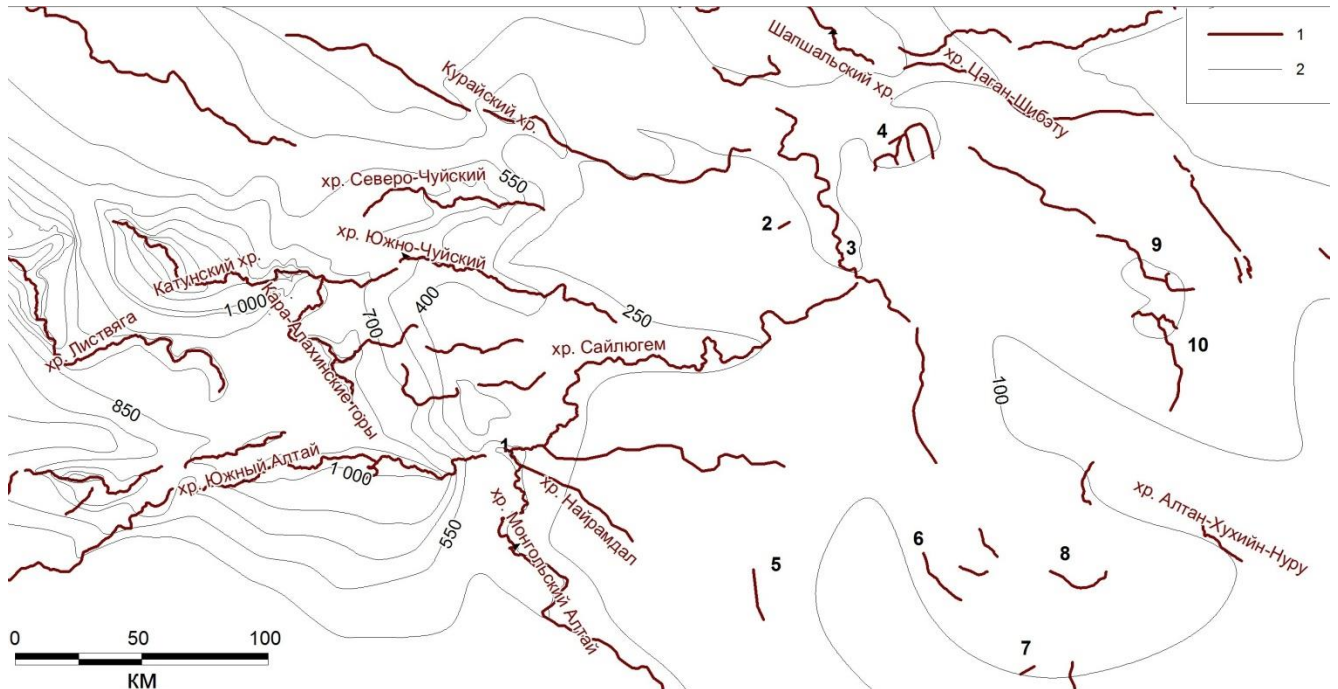 Шапшальский хр.
хр. Цаган-Шибэту
1
2
Курайский хр.
4
хр. Северо-Чуйский
550
2
хр. Южно-Чуйский
3
9
Катунский хр.
1 000
Кара-Алахинские горы
700
400
250
хр. Листвяга
хр. Сайлюгем
10
100
850
1
хр. Южный Алтай
1 000
хр. Найрамдал
хр. Монгольский Алтай
550
хр. Алтан-Хухийн-Нуру
5
6
8
7
0 50 100
КМ